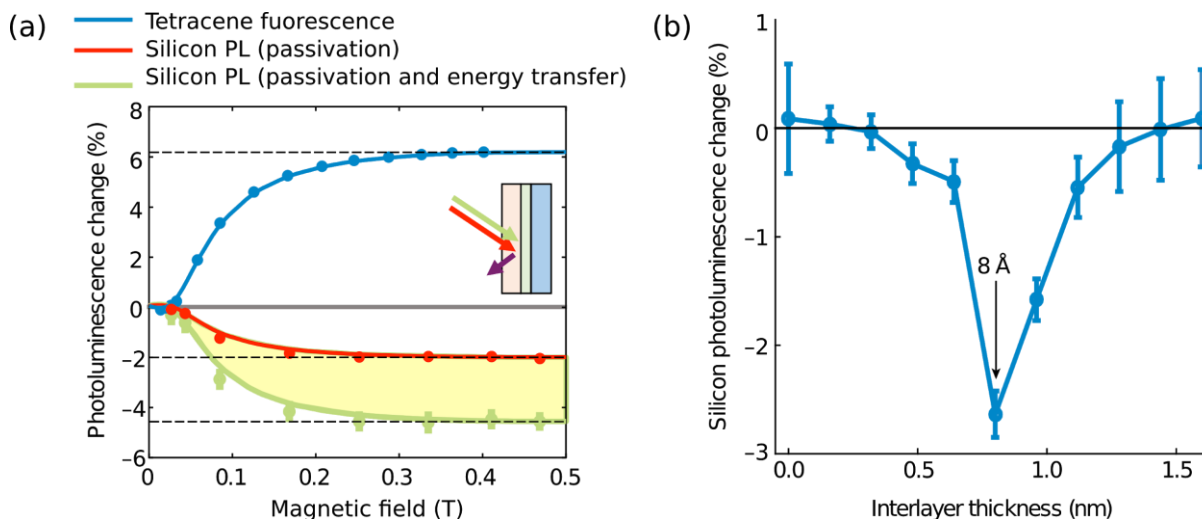 (a)
Tetracene fuorescence
Silicon PL (passivation)
Silicon PL (passivation and energy transfer)
Photoluminescence change (%)
8
6
4
2
0
–2
–4
–6
0
0.1
0.2
0.3
0.4
0.5
Magnetic field (T)
(b)
Silicon photoluminescence change (%)
1
0
–1
–2
–3
8 Å
0.0
0.5
1.0
1.5
Interlayer thickness (nm)